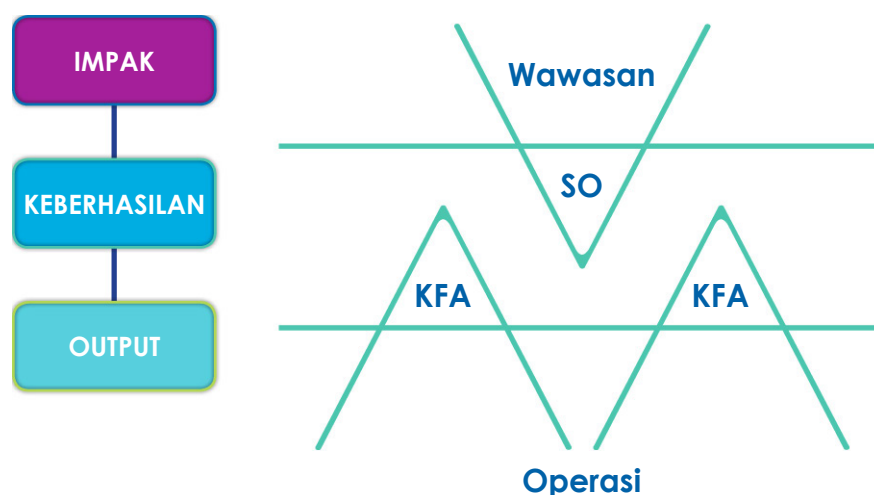 IMPAK
Wawasan
KEBERHASILAN
SO
KFA
KFA
OUTPUT
Operasi